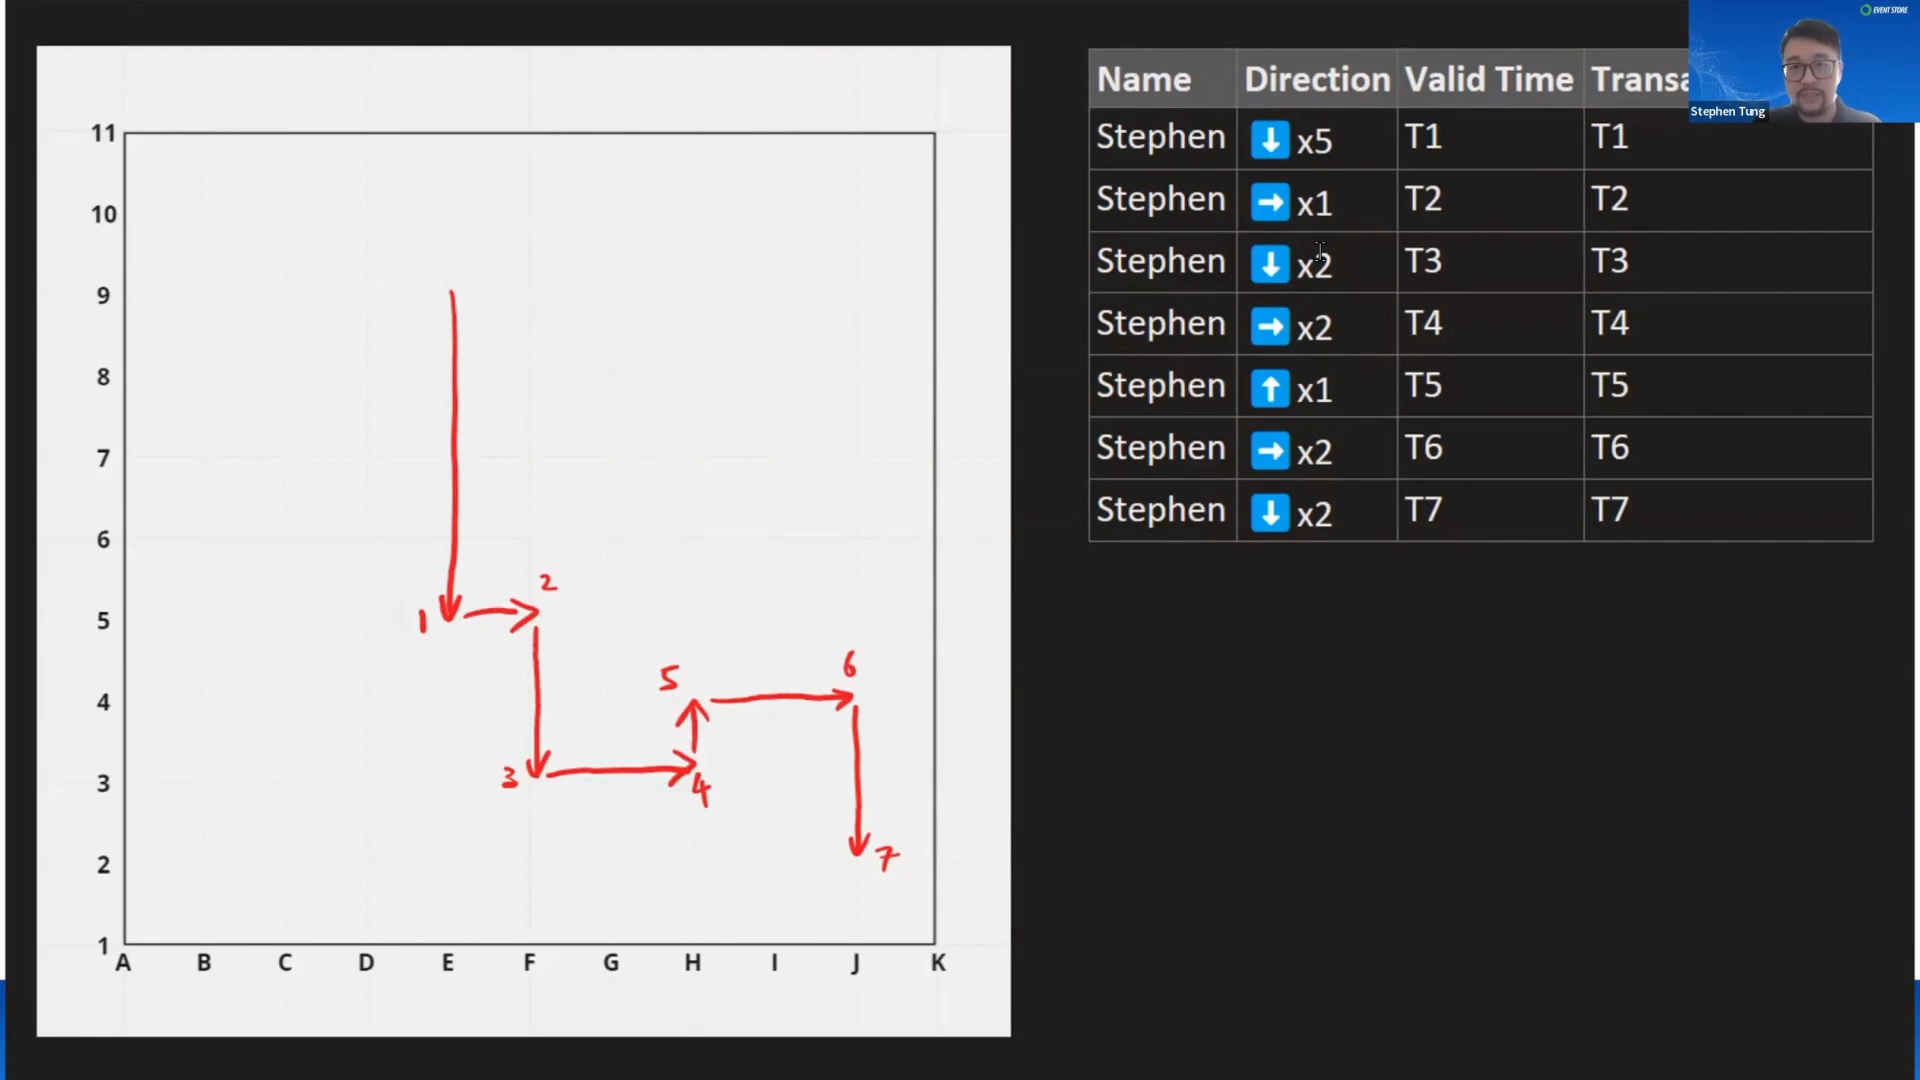 EVENT STORE
Stephen Tung
Name Direction Valid Time Transa
Stephen ⬇ x5 T1 T1
Stephen ➡ x1 T2 T2
Stephen ⬇ x2 T3 T3
Stephen ➡ x2 T4 T4
Stephen ⬆ x1 T5 T5
Stephen ➡ x2 T6 T6
Stephen ⬇ x2 T7 T7
11
10
9
8
7
6
5
4
3
2
1
A B C D E F G H I J K
1
2
3
4
5
6
7